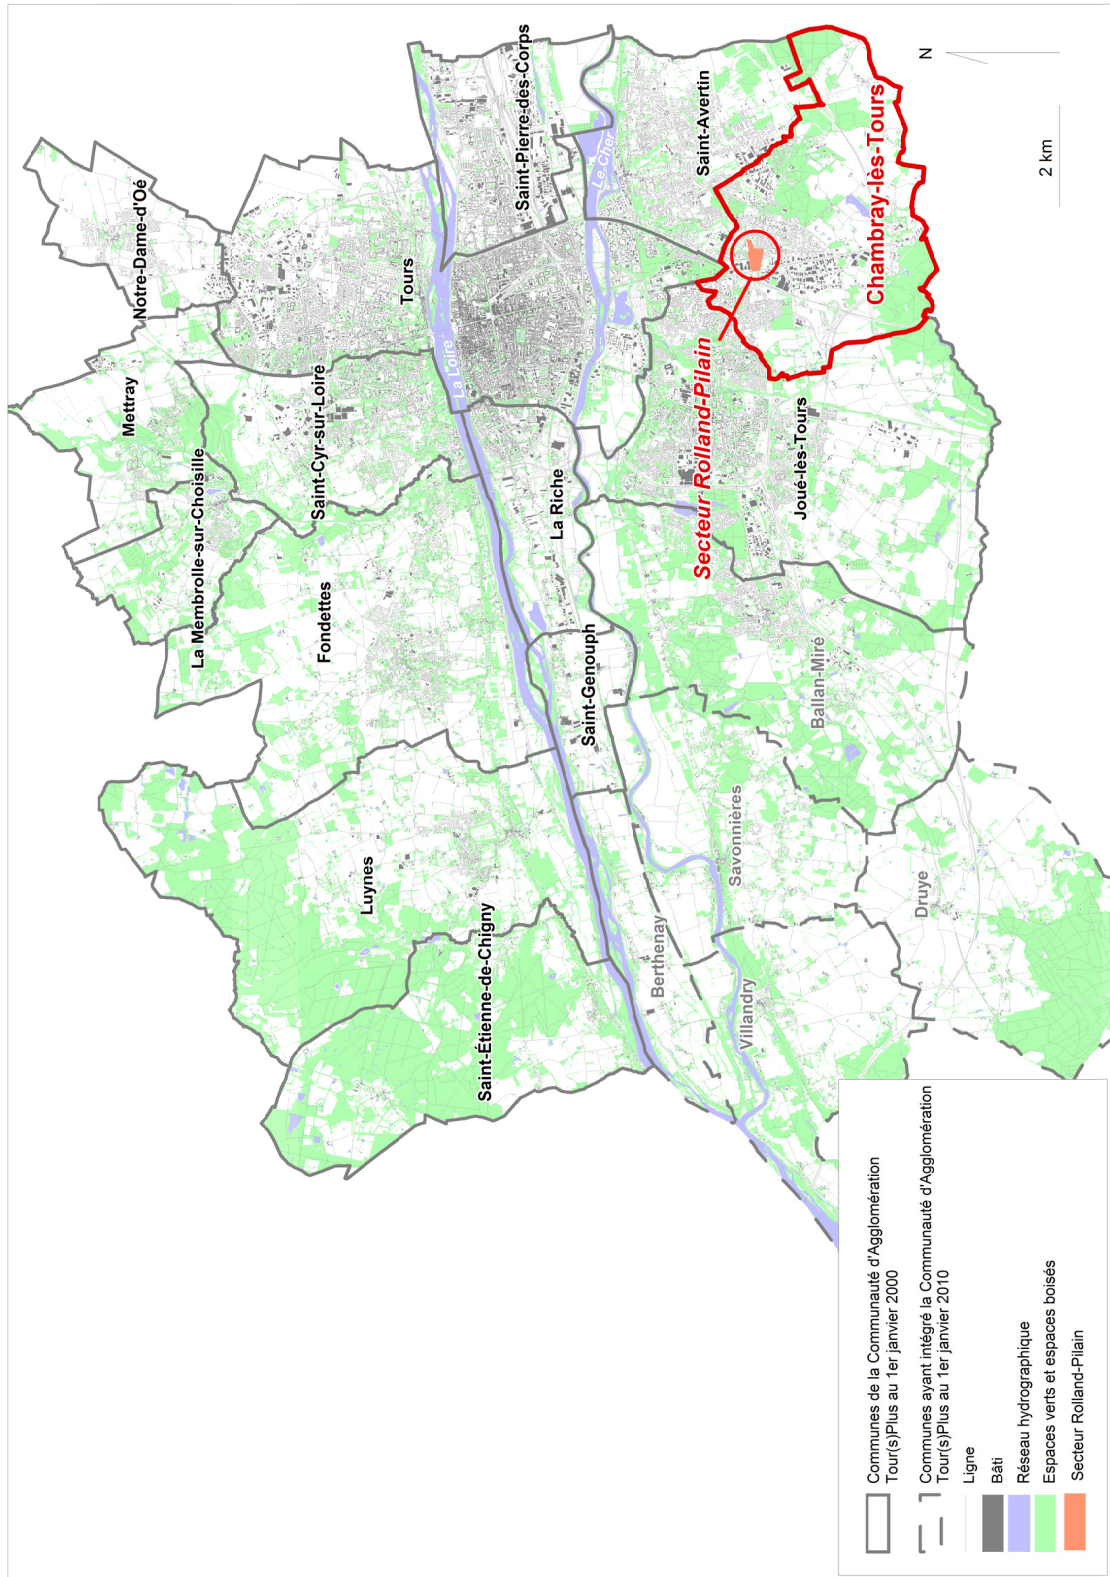 Notre-Dame-d'Oé
Mettray
La Membrolle-sur-Choisille
Saint-Cyr-sur-Loire
Tours
Fondettes
Luynes
Saint-Étienne-de-Chigny
La Loire
Saint-Pierre-des-Corps
La Riche
Saint-Genouph
Berthenay
Le Cher
Saint-Avertin
Secteur Rolland-Pilain
Chambray-lès-Tours
Joué-lès-Tours
Ballan-Miré
Savonnières
Villandry
Druye
N
2 km
Communes de la Communauté d'Agglomération
Tour(s)Plus au 1er janvier 2000
Communes ayant intégré la Communauté d'Agglomération
Tour(s)Plus au 1er janvier 2010
Ligne
Bâti
Réseau hydrographique
Espaces verts et espaces boisés
Secteur Rolland-Pilain